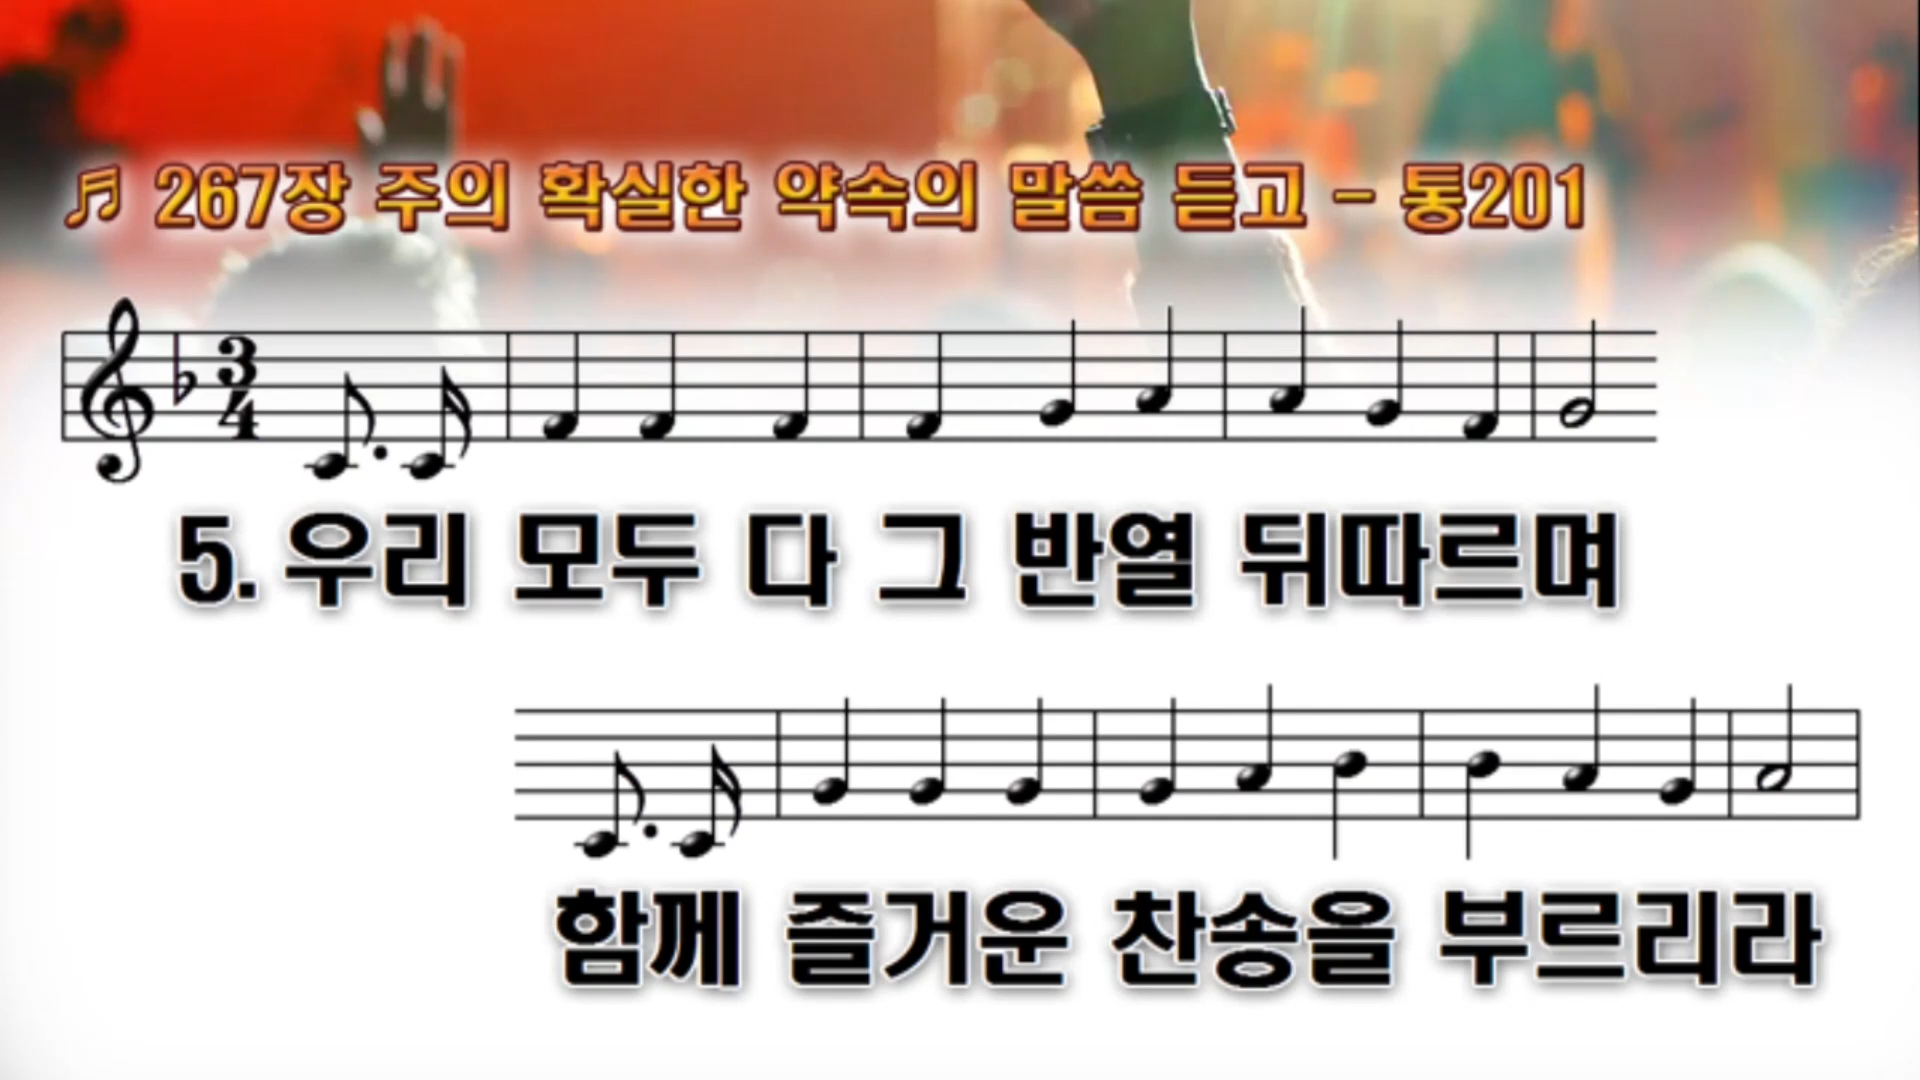 ♬ 267장 주의 확실한 약속의 말씀 듣고 - 통201
3
4
5. 우리 모두 다 그 반열 뒤따르며
함께 즐거운 찬송을 부르리라